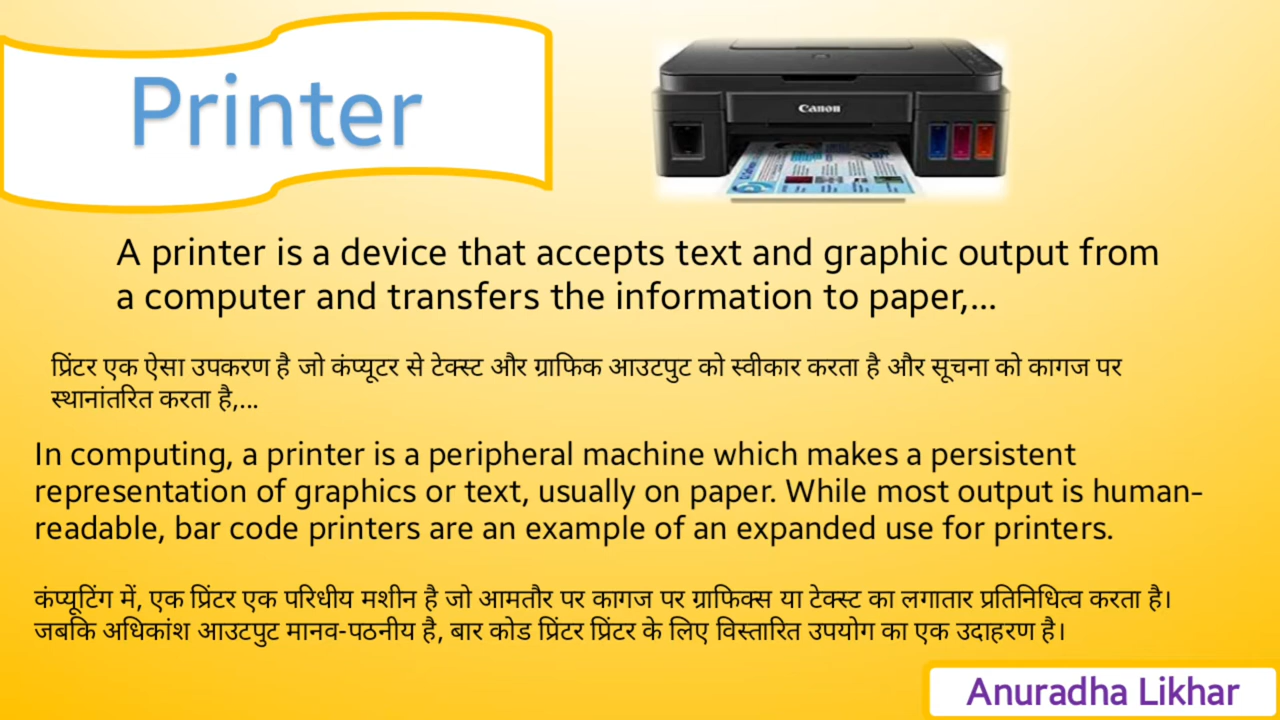 Printer
Canon
A printer is a device that accepts text and graphic output from
a computer and transfers the information to paper,...
प्रिंटर एक ऐसा उपकरण है जो कंप्यूटर से टेक्स्ट और ग्राफिक आउटपुट को स्वीकार करता है और सूचना को कागज पर
स्थानांतरित करता है,...
In computing, a printer is a peripheral machine which makes a persistent
representation of graphics or text, usually on paper. While most output is human-
readable, bar code printers are an example of an expanded use for printers.
कंप्यूटिंग में, एक प्रिंटर एक परिधीय मशीन है जो आमतौर पर कागज पर ग्राफिक्स या टेक्स्ट का लगातार प्रतिनिधित्व करता है।
जबकि अधिकांश आउटपुट मानव-पठनीय है, बार कोड प्रिंटर प्रिंटर के लिए विस्तारित उपयोग का एक उदाहरण है।
Anuradha Likhar